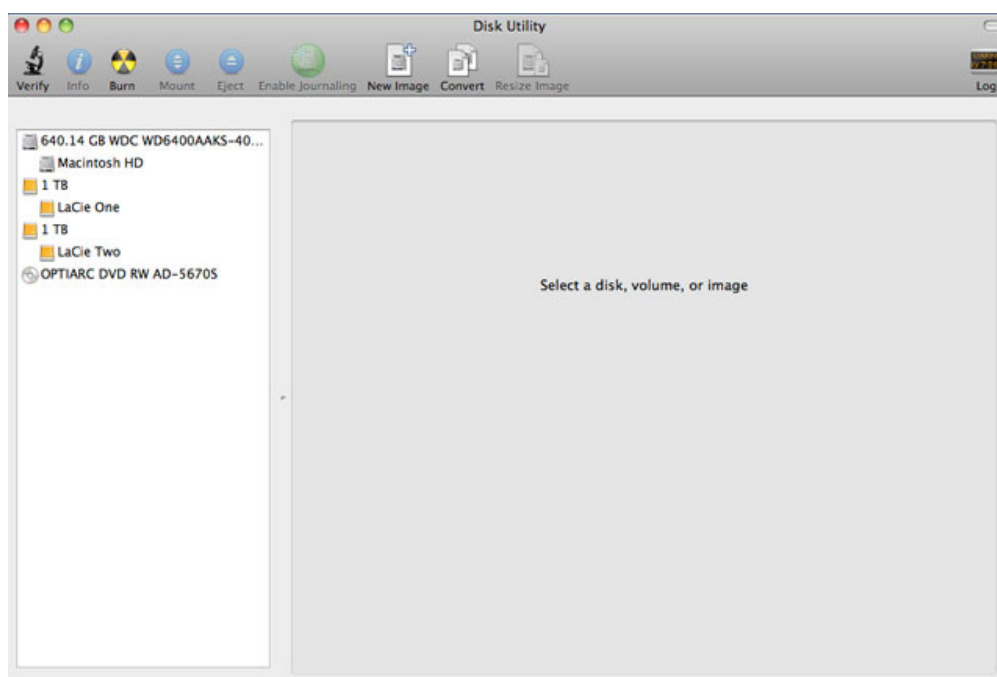 Disk Utility
Verify Info Burn Mount Eject Enable Journaling New Image Convert Resize Image Log
640.14 GB WDC WD6400AAKS-40...
Macintosh HD
1 TB
LaCie One
1 TB
LaCie Two
OPTIARC DVD RW AD-5670S
Select a disk, volume, or image